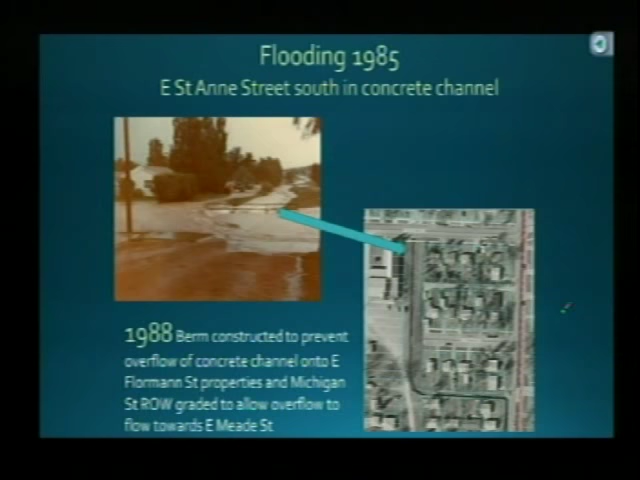 Flooding 1985
E St Anne Street south in concrete channel
1988 Berm constructed to prevent
overflow of concrete channel onto E
Flormann St properties and Michigan
St ROW graded to allow overflow to
flow towards E Meade St